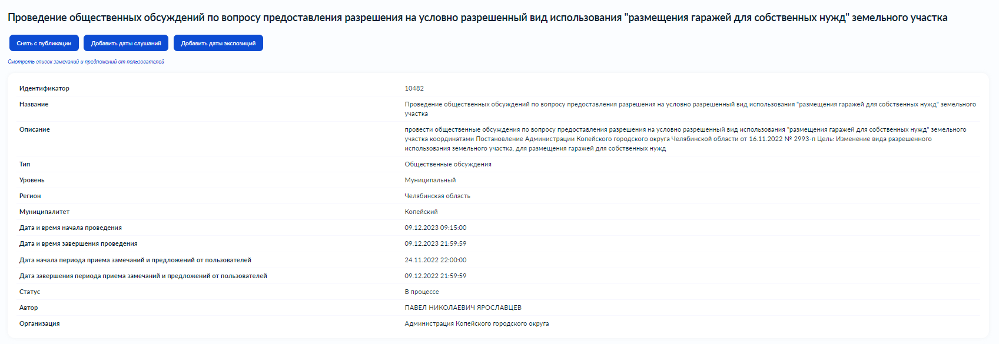 Проведение общественных обсуждений по вопросу предоставления разрешения на условно разрешенный вид использования "размещения гаражей для собственных нужд" земельного участка
Снять с публикации Добавить даты слушаний Добавить даты экспозиций
Смотреть список замечаний и предложений от пользователей
Идентификатор 10482
Название Проведение общественных обсуждений по вопросу предоставления разрешения на условно разрешенный вид использования "размещения гаражей для собственных нужд" земельного
участка
Описание провести общественные обсуждения по вопросу предоставления разрешения на условно разрешенный вид использования "размещения гаражей для собственных нужд" земельного
участка координатами Постановление Администрации Копейского городского округа Челябинской области от 16.11.2022 № 2993-п Цель: Изменение вида разрешенного
использования земельного участка, для размещения гаражей для собственных нужд
Тип Общественные обсуждения
Уровень Муниципальный
Регион Челябинская область
Муниципалитет Копейский
Дата и время начала проведения 09.12.2023 09:15:00
Дата и время завершения проведения 09.12.2023 21:59:59
Дата начала периода приема замечаний и предложений от пользователей 24.11.2022 22:00:00
Дата завершения периода приема замечаний и предложений от пользователей 09.12.2022 21:59:59
Статус В процессе
Автор ПАВЕЛ НИКОЛАЕВИЧ ЯРОСЛАВЦЕВ
Организация Администрация Копейского городского округа